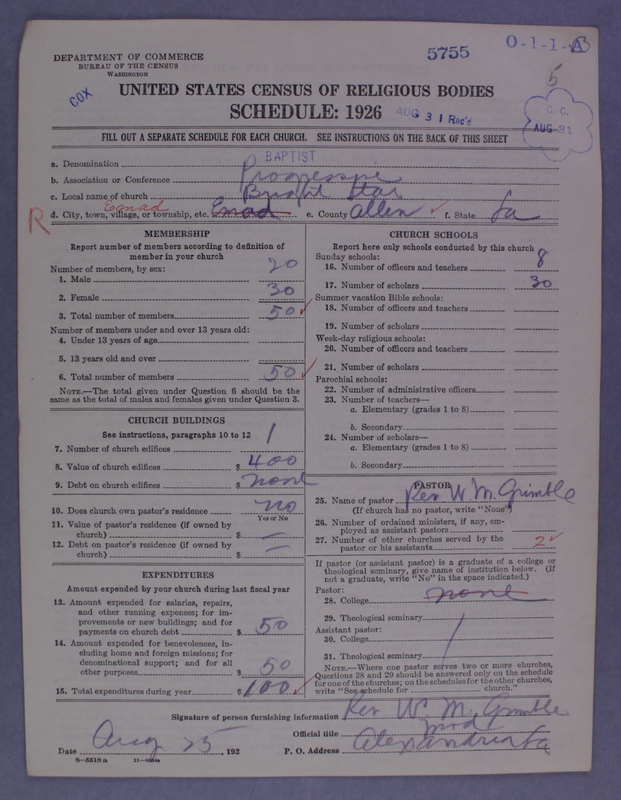 DEPARTMENT OF COMMERCE
BUREAU OF THE CENSUS
WASHINGTON
5755
O-1-1-A
5
COX
UNITED STATES CENSUS OF RELIGIOUS BODIES
SCHEDULE: 1926
AUG 31 Rec'd
C. C.
AUG 31
FILL OUT A SEPARATE SCHEDULE FOR EACH CHURCH. SEE INSTRUCTIONS ON THE BACK OF THIS SHEET
a. Denomination BAPTIST
b. Association or Conference Progressive
c. Local name of church Bright Star
R
d. City, town, village, or township, etc. e. County Allen f. State La
MEMBERSHIP
Report number of members according to definition of
member in your church
Number of members, by sex:
1. Male 20
2. Female 30
3. Total number of members 50
Number of members under and over 13 years old:
4. Under 13 years of age
5. 13 years old and over
6. Total number of members 50
NOTE.—The total given under Question 6 should be the
same as the total of males and females given under Question 3.
CHURCH BUILDINGS
See instructions, paragraphs 10 to 12
7. Number of church edifices 1
8. Value of church edifices $ 400
9. Debt on church edifices $ none
10. Does church own pastor's residence no
Yes or No
11. Value of pastor's residence (if owned by
church) $ —
12. Debt on pastor's residence (if owned by
church) $ —
EXPENDITURES
Amount expended by your church during last fiscal year
13. Amount expended for salaries, repairs,
and other running expenses; for im-
provements or new buildings; and for
payments on church debt $ 50
14. Amount expended for benevolences, in-
cluding home and foreign missions; for
denominational support; and for all
other purposes $ 50
15. Total expenditures during year $ 100
CHURCH SCHOOLS
Report here only schools conducted by this church
Sunday schools:
16. Number of officers and teachers 8
17. Number of scholars 30
Summer vacation Bible schools:
18. Number of officers and teachers
19. Number of scholars
Week-day religious schools:
20. Number of officers and teachers
21. Number of scholars
Parochial schools:
22. Number of administrative officers
23. Number of teachers—
a. Elementary (grades 1 to 8)
b. Secondary
24. Number of scholars—
a. Elementary (grades 1 to 8)
b. Secondary
PASTOR
25. Name of pastor Rev W. M. Grimble
(If church has no pastor, write "None")
26. Number of ordained ministers, if any, em-
ployed as assistant pastors
27. Number of other churches served by the
pastor or his assistants 2
If pastor (or assistant pastor) is a graduate of a college or
theological seminary, give name of institution below. (If
not a graduate, write "No" in the space indicated.)
Pastor:
28. College none
29. Theological seminary
Assistant pastor:
30. College
31. Theological seminary
NOTE.—Where one pastor serves two or more churches,
Questions 28 and 29 should be answered only on the schedule
for one of the churches; on the schedules for the other churches,
write "See schedule for church."
Signature of person furnishing information Rev W. M. Grimble
Official title mod
Date Aug 25, 192 P. O. Address Alexandria La
8-5518a